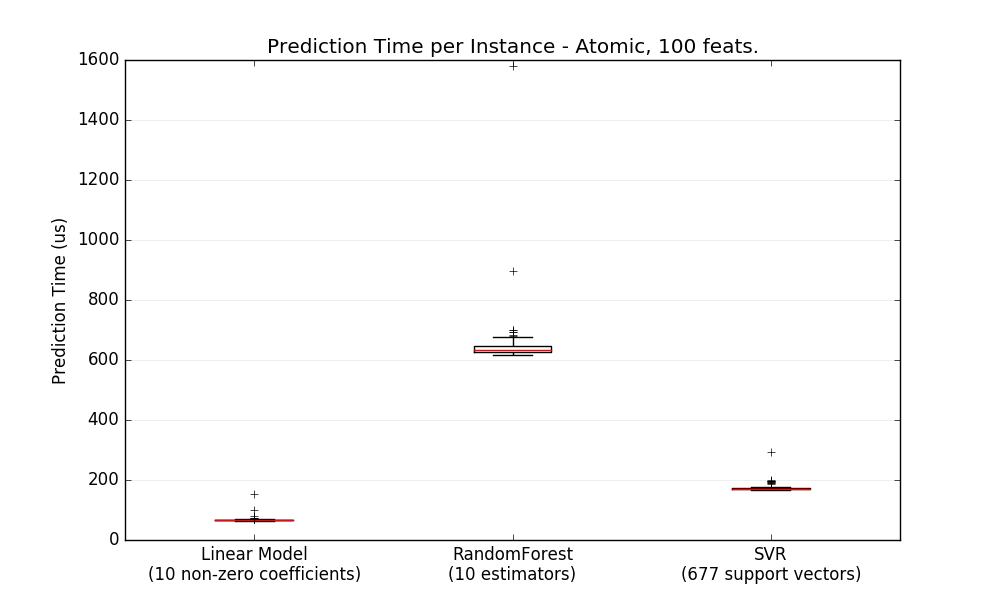 Prediction Time per Instance - Atomic, 100 feats.
Prediction Time (us)
1600
1400
1200
1000
800
600
400
200
0
Linear Model
(10 non-zero coefficients)
RandomForest
(10 estimators)
SVR
(677 support vectors)